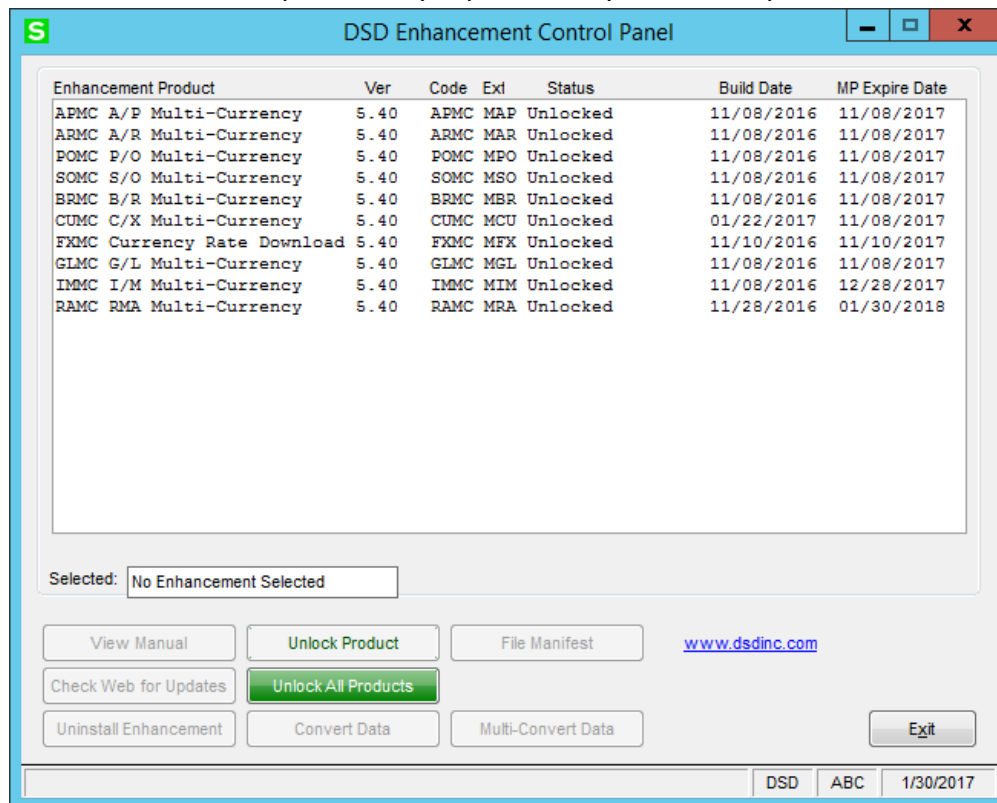 S DSD Enhancement Control Panel
Enhancement Product Ver Code Ext Status Build Date MP Expire Date
APMC A/P Multi-Currency 5.40 APMC MAP Unlocked 11/08/2016 11/08/2017
ARMC A/R Multi-Currency 5.40 ARMC MAR Unlocked 11/08/2016 11/08/2017
POMC P/O Multi-Currency 5.40 POMC MPO Unlocked 11/08/2016 11/08/2017
SOMC S/O Multi-Currency 5.40 SOMC MSO Unlocked 11/08/2016 11/08/2017
BRMC B/R Multi-Currency 5.40 BRMC MBR Unlocked 11/08/2016 11/08/2017
CUMC C/X Multi-Currency 5.40 CUMC MCU Unlocked 01/22/2017 11/08/2017
FXMC Currency Rate Download 5.40 FXMC MFX Unlocked 11/10/2016 11/10/2017
GLMC G/L Multi-Currency 5.40 GLMC MGL Unlocked 11/08/2016 11/08/2017
IMMC I/M Multi-Currency 5.40 IMMC MIM Unlocked 11/08/2016 12/28/2017
RAMC RMA Multi-Currency 5.40 RAMC MRA Unlocked 11/28/2016 01/30/2018
Selected: No Enhancement Selected
View Manual Unlock Product File Manifest www.dsdinc.com
Check Web for Updates Unlock All Products
Uninstall Enhancement Convert Data Multi-Convert Data Exit
DSD ABC 1/30/2017